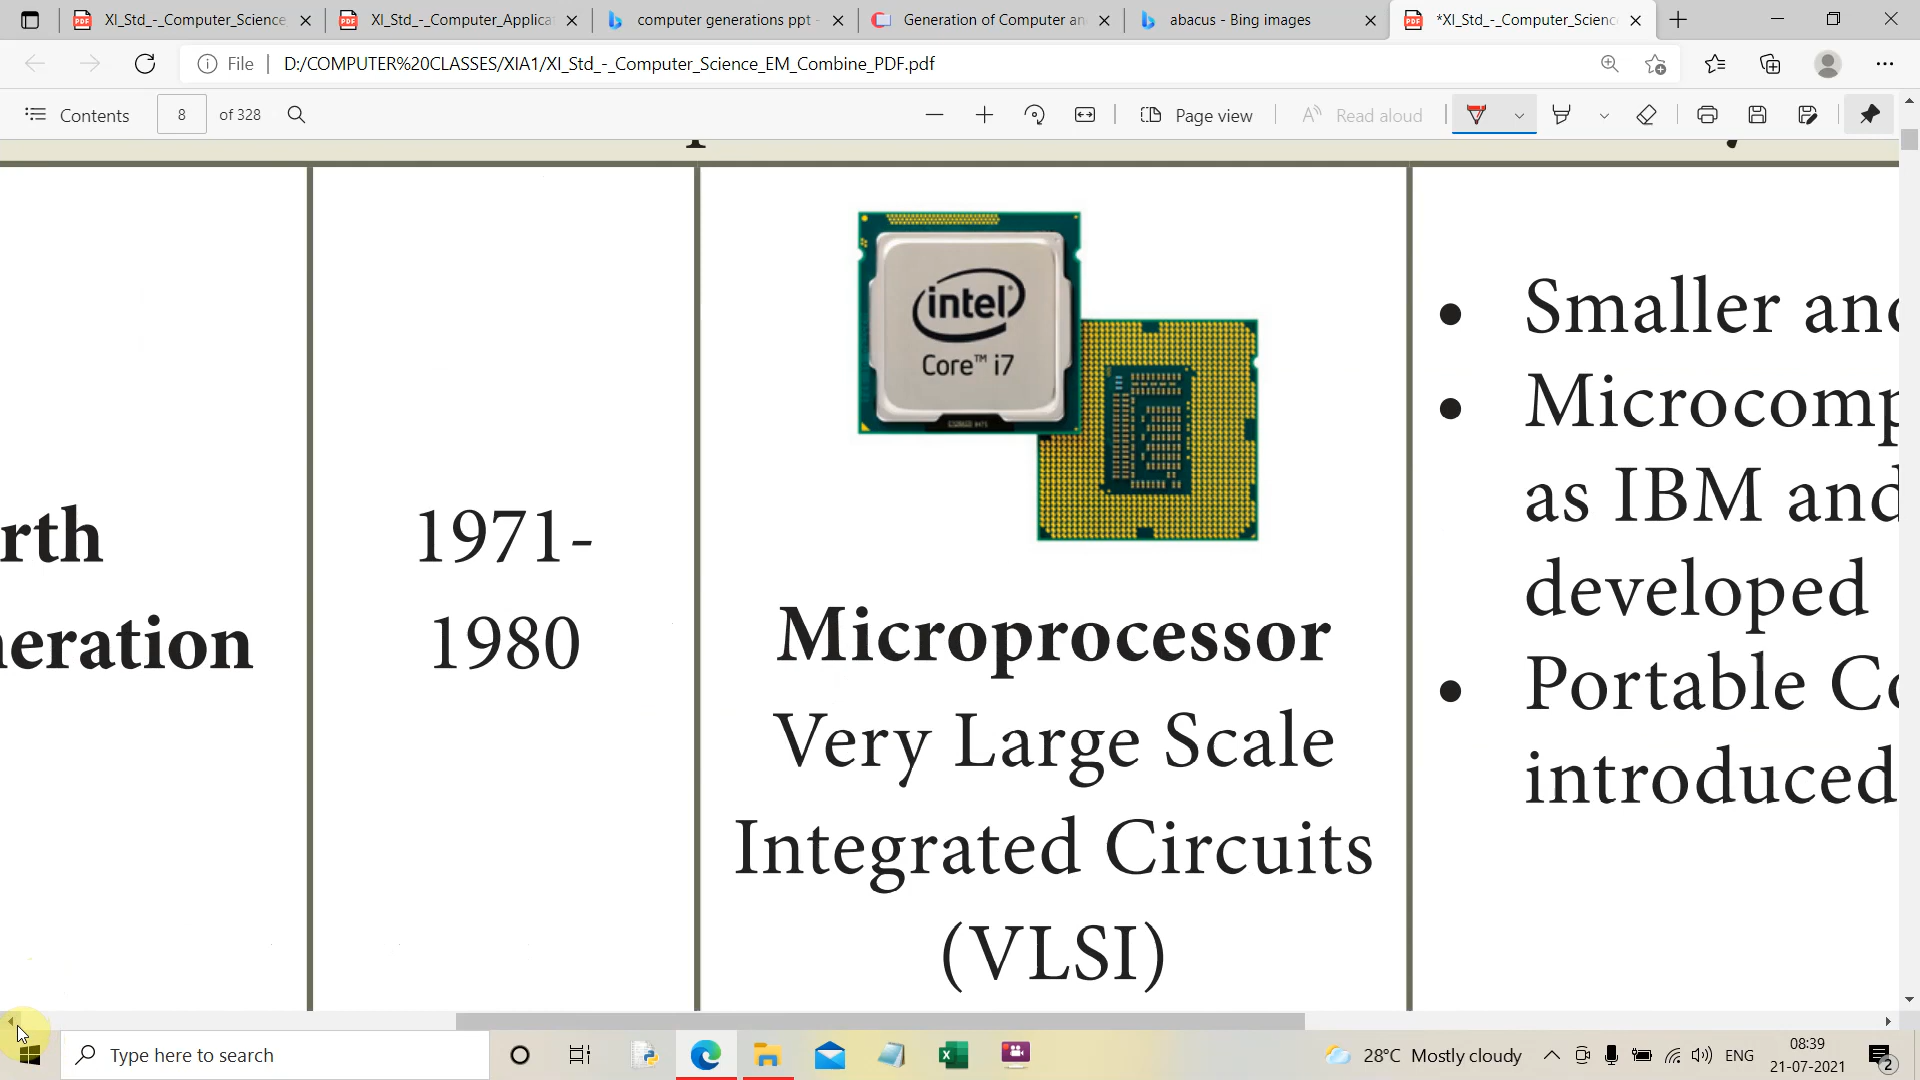 XI_Std_-_Computer_Science
XI_Std_-_Computer_Applica
computer generations ppt -
Generation of Computer an
abacus - Bing images
*XI_Std_-_Computer_Scienc
File
D:/COMPUTER%20CLASSES/XIA1/XI_Std_-_Computer_Science_EM_Combine_PDF.pdf
Contents
8
of 328
Page view
Read aloud
intel
Core™ i7
rth
neration
1971-
1980
Microprocessor
Very Large Scale
Integrated Circuits
(VLSI)
• Smaller and
• Microcomp
as IBM and
developed
• Portable Co
introduced
Type here to search
28°C Mostly cloudy
ENG
08:39
21-07-2021
2